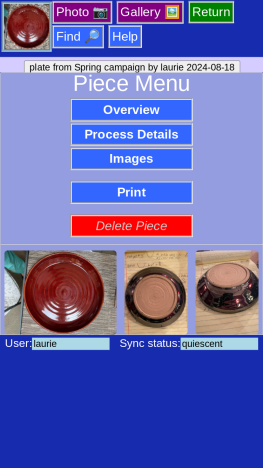 Photo 📷 Gallery 🖼️ Return
Find 🔎 Help
plate from Spring campaign by laurie 2024-08-18
Piece Menu
Overview
Process Details
Images
Print
Delete Piece
User: laurie Sync status: quiescent